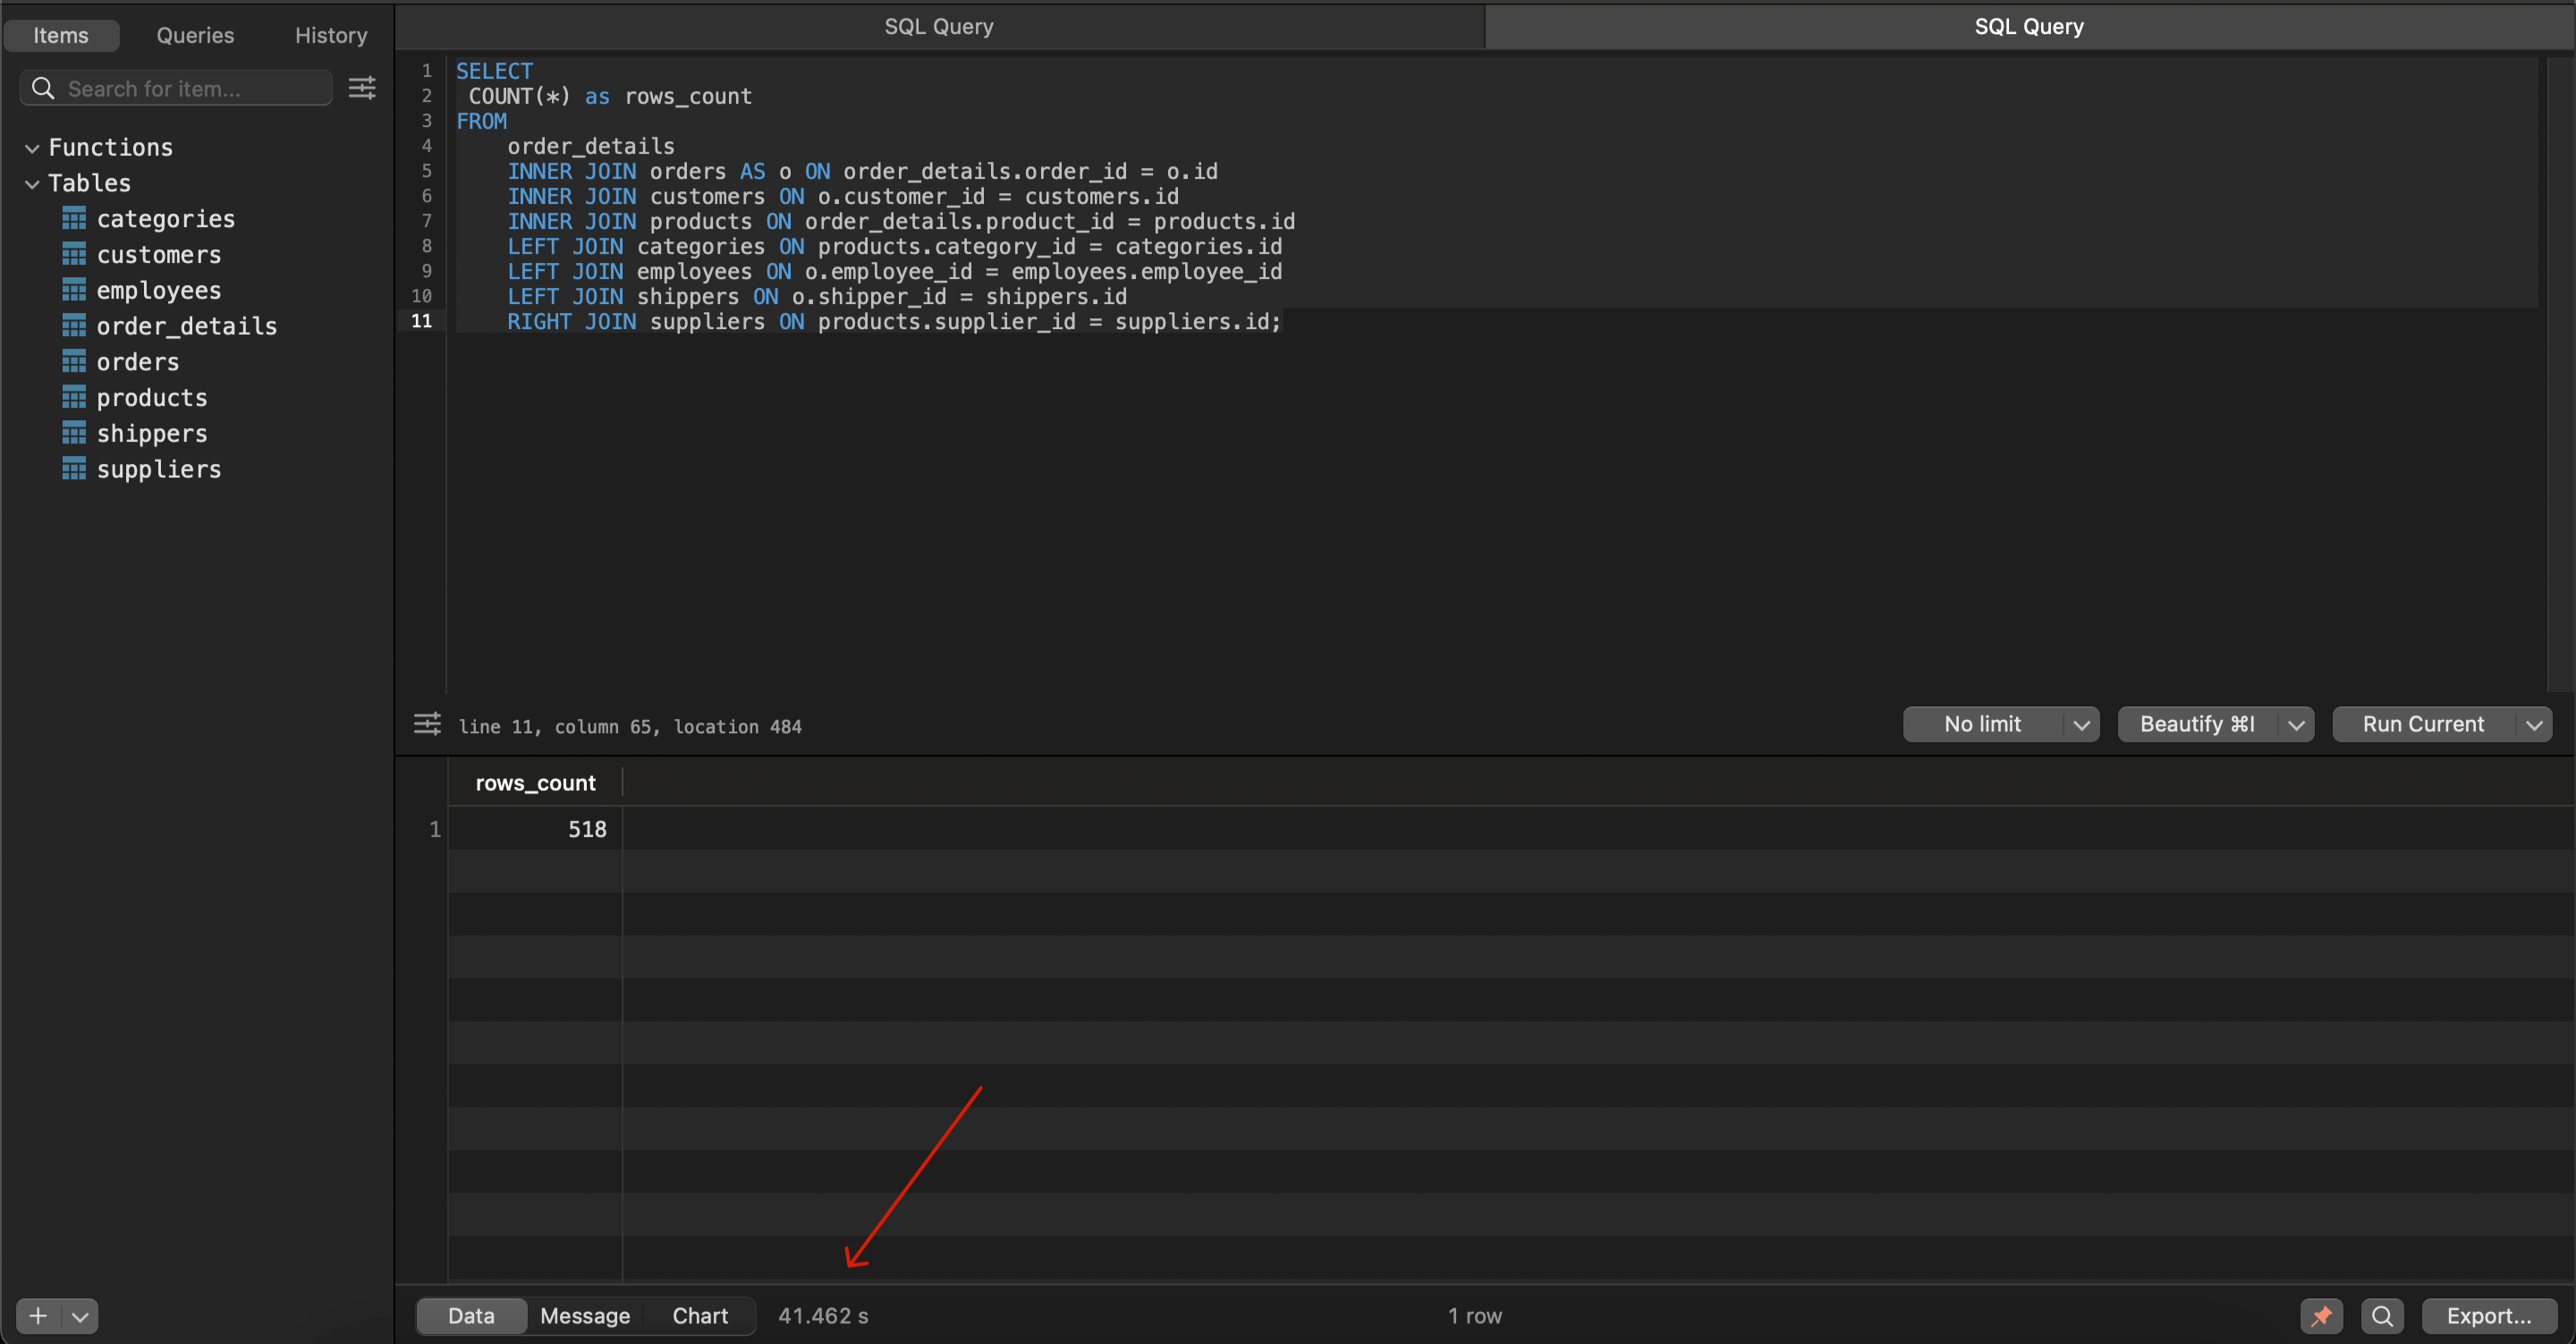 Items Queries History
Search for item...
Functions
Tables
categories
customers
employees
order_details
orders
products
shippers
suppliers
SQL Query SQL Query
1 SELECT
2 COUNT(*) as rows_count
3 FROM
4 order_details
5 INNER JOIN orders AS o ON order_details.order_id = o.id
6 INNER JOIN customers ON o.customer_id = customers.id
7 INNER JOIN products ON order_details.product_id = products.id
8 LEFT JOIN categories ON products.category_id = categories.id
9 LEFT JOIN employees ON o.employee_id = employees.employee_id
10 LEFT JOIN shippers ON o.shipper_id = shippers.id
11 RIGHT JOIN suppliers ON products.supplier_id = suppliers.id;
line 11, column 65, location 484
No limit Beautify ⌘I Run Current
rows_count
1 518
Data Message Chart 41.462 s 1 row Export...